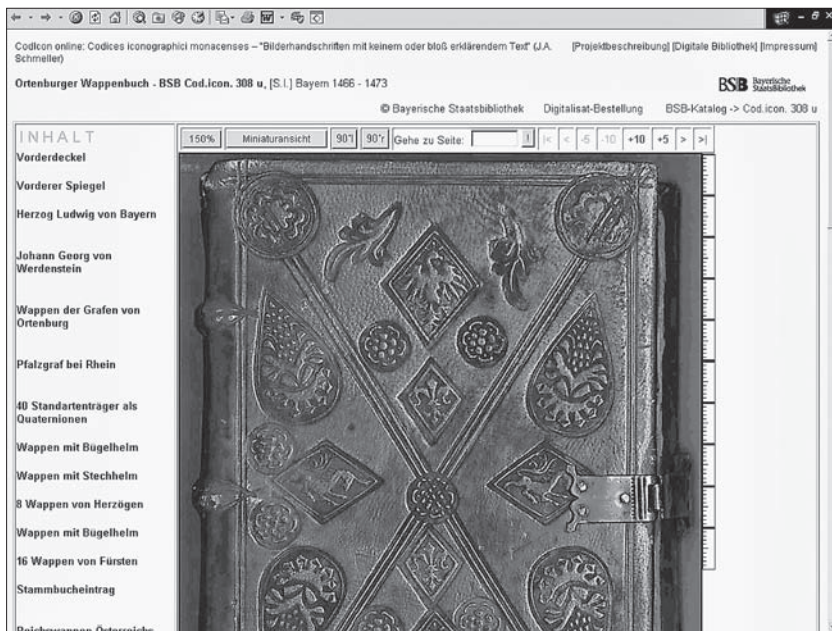 CodIcon online: Codices iconographici monacenses – "Bilderhandschriften mit keinem oder bloß erklärendem Text" (J.A.
Schmeller)
[Projektbeschreibung] [Digitale Bibliothek] [Impressum]
Ortenburger Wappenbuch - BSB Cod.icon. 308 u, [S.l.] Bayern 1466 - 1473
BSB Bayerische
StaatsBibliothek
© Bayerische Staatsbibliothek Digitalisat-Bestellung BSB-Katalog -> Cod.icon. 308 u
INHALT
150% Miniaturansicht 90°l 90°r Gehe zu Seite: ! |< < -5 -10 +10 +5 > >|
Vorderdeckel
Vorderer Spiegel
Herzog Ludwig von Bayern
Johann Georg von
Werdenstein
Wappen der Grafen von
Ortenburg
Pfalzgraf bei Rhein
40 Standartenträger als
Quaternionen
Wappen mit Bügelhelm
Wappen mit Stechhelm
8 Wappen von Herzögen
Wappen mit Bügelhelm
16 Wappen von Fürsten
Stammbucheintrag
Reichswappen Österreichs